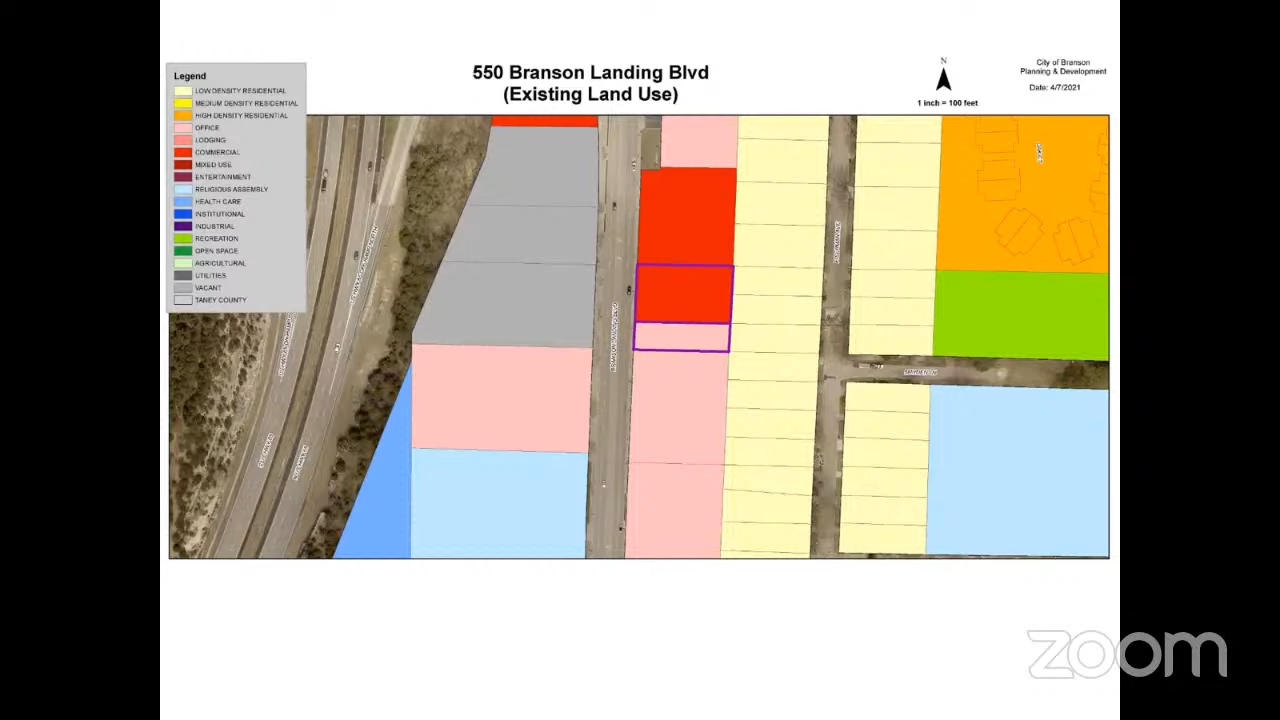 550 Branson Landing Blvd
(Existing Land Use)
N
1 inch = 100 feet
City of Branson
Planning & Development
Date: 4/7/2021
Legend
LOW DENSITY RESIDENTIAL
MEDIUM DENSITY RESIDENTIAL
HIGH DENSITY RESIDENTIAL
OFFICE
LODGING
COMMERCIAL
MIXED USE
ENTERTAINMENT
RELIGIOUS ASSEMBLY
HEALTH CARE
INSTITUTIONAL
INDUSTRIAL
RECREATION
OPEN SPACE
AGRICULTURAL
UTILITIES
VACANT
TANEY COUNTY
zoom